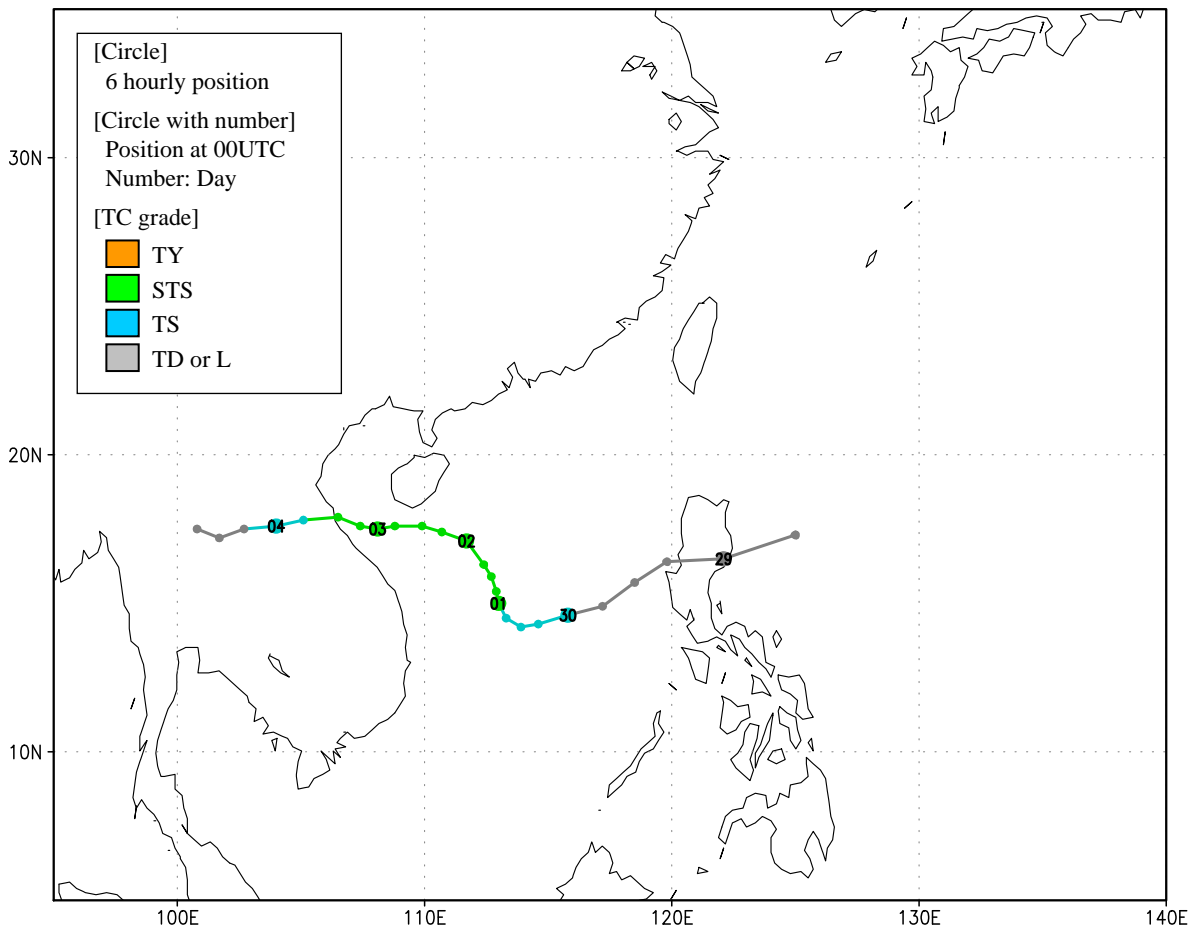 [Circle]
6 hourly position
[Circle with number]
Position at 00UTC
Number: Day
[TC grade]
TY
STS
TS
TD or L
30N
20N
10N
04
03
02
01
30
29
100E
110E
120E
130E
140E